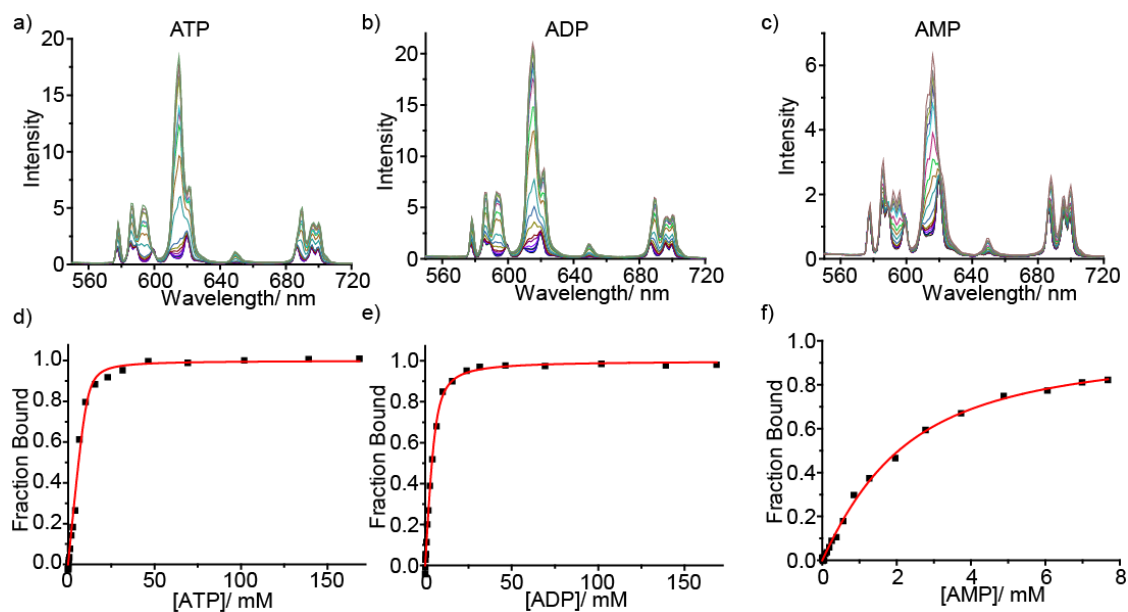 a) ATP
20
15
10
5
0
Intensity
560 600 640 680 720
Wavelength/ nm
b) ADP
20
15
10
5
0
Intensity
560 600 640 680 720
Wavelength/ nm
c) AMP
6
4
2
0
Intensity
560 600 640 680 720
Wavelength/ nm
d)
1.0
0.8
0.6
0.4
0.2
0.0
Fraction Bound
0 50 100 150
[ATP]/ mM
e)
1.0
0.8
0.6
0.4
0.2
0.0
Fraction Bound
0 50 100 150
[ADP]/ mM
f)
1.0
0.8
0.6
0.4
0.2
0.0
Fraction Bound
0 2 4 6 8
[AMP]/ mM